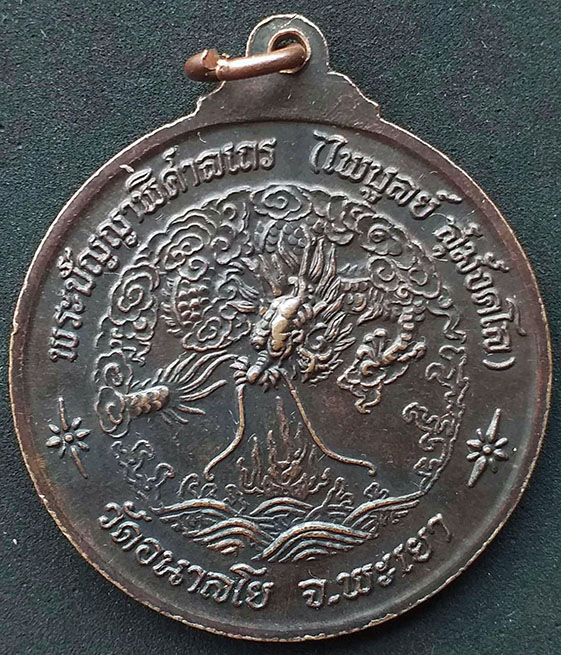 พระปัญญาพิศาลเถร (ไพบูลย์ สุมังคโล)
วัดอนาลโย จ.พะเยา